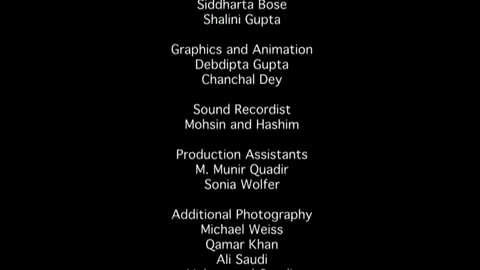 Siddharta Bose
Shalini Gupta
Graphics and Animation
Debdipta Gupta
Chanchal Dey
Sound Recordist
Mohsin and Hashim
Production Assistants
M. Munir Quadir
Sonia Wolfer
Additional Photography
Michael Weiss
Qamar Khan
Ali Saudi